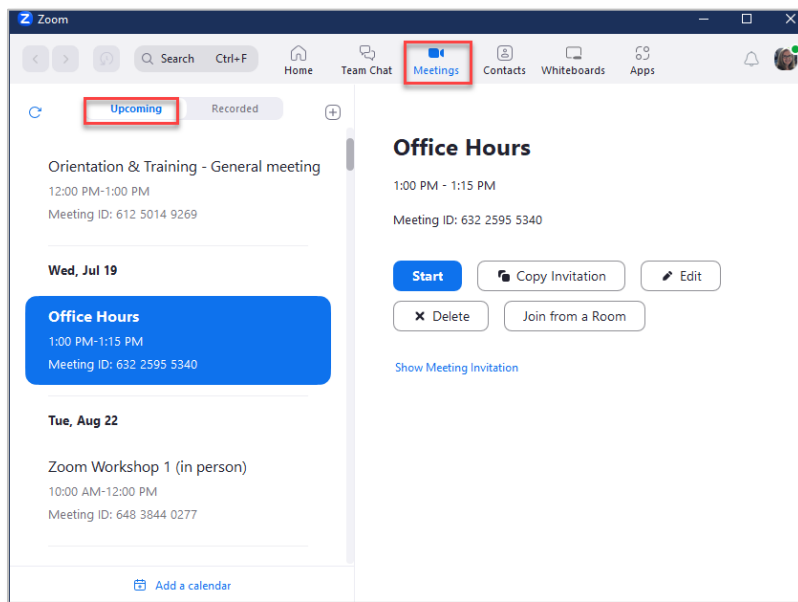 Zoom
Search Ctrl+F
Home
Team Chat
Meetings
Contacts
Whiteboards
Apps
Upcoming
Recorded
Orientation & Training - General meeting
12:00 PM-1:00 PM
Meeting ID: 612 5014 9269
Wed, Jul 19
Office Hours
1:00 PM-1:15 PM
Meeting ID: 632 2595 5340
Tue, Aug 22
Zoom Workshop 1 (in person)
10:00 AM-12:00 PM
Meeting ID: 648 3844 0277
Add a calendar
Office Hours
1:00 PM - 1:15 PM
Meeting ID: 632 2595 5340
Start
Copy Invitation
Edit
Delete
Join from a Room
Show Meeting Invitation